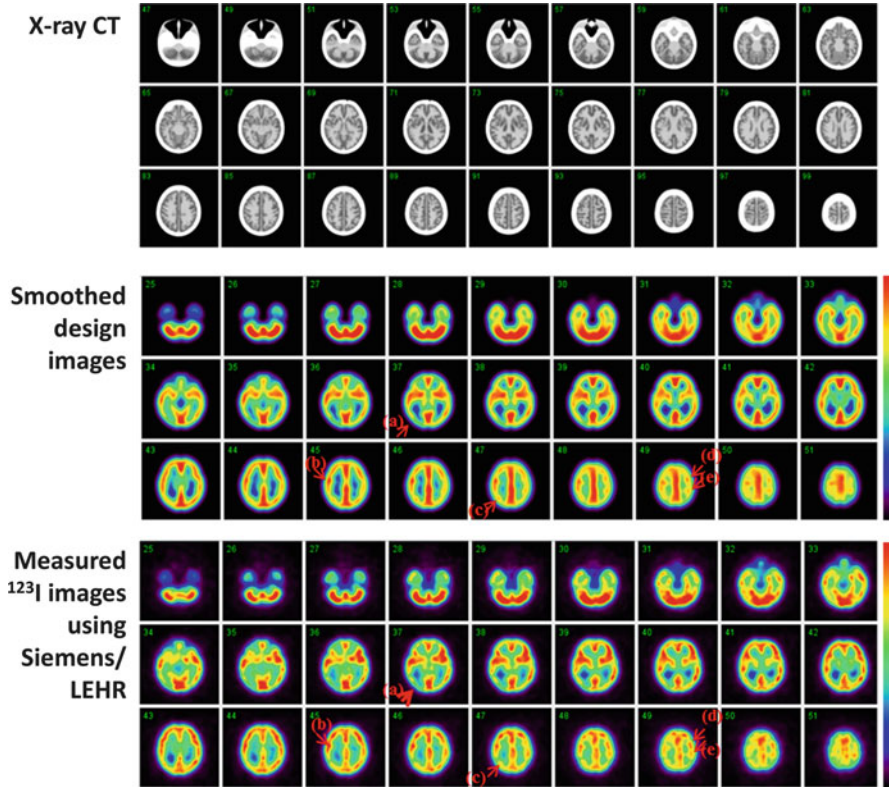 X-ray CT
47 49 51 53 55 57 59 61 63
65 67 69 71 73 75 77 79 81
83 85 87 89 91 93 95 97 99
Smoothed
design
images
25 26 27 28 29 30 31 32 33
34 35 36 37 38 39 40 41 42
(a)
43 44 45 46 47 48 49 50 51
(b) (c) (d) (e)
Measured
¹²³I images
using
Siemens/
LEHR
25 26 27 28 29 30 31 32 33
34 35 36 37 38 39 40 41 42
(a)
43 44 45 46 47 48 49 50 51
(b) (c) (d) (e)